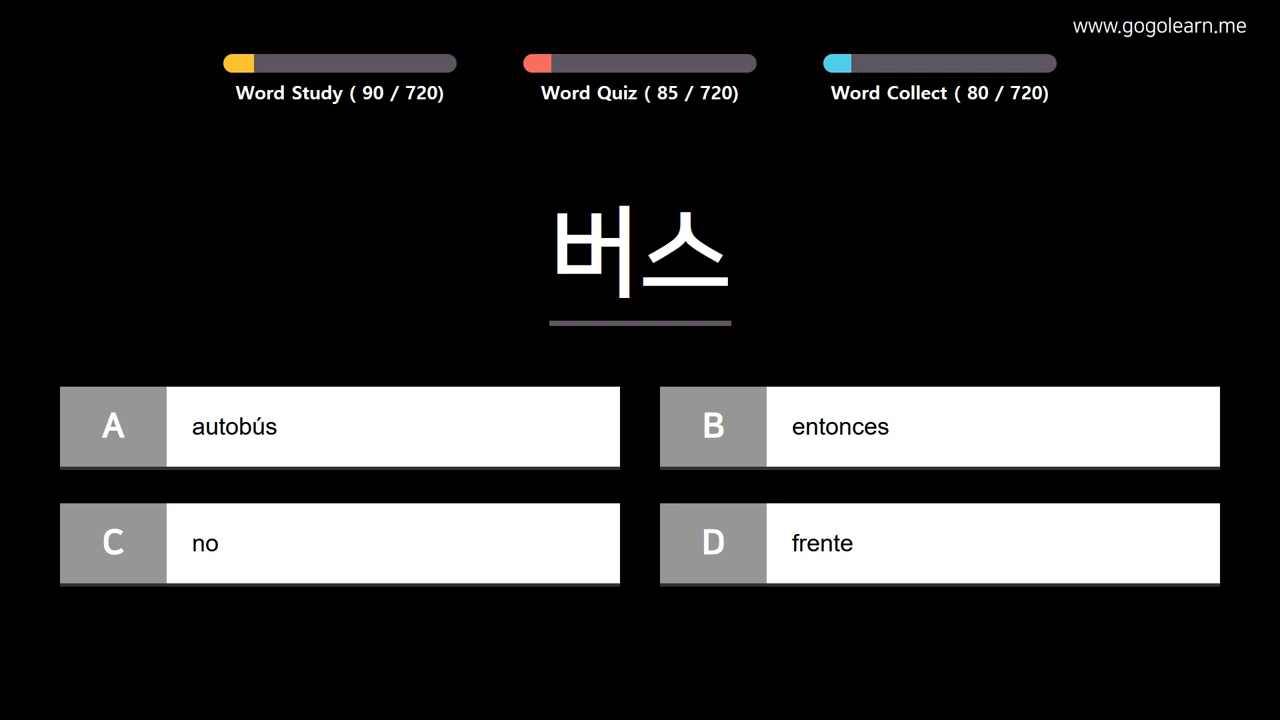 www.gogolearn.me
Word Study ( 90 / 720)
Word Quiz ( 85 / 720)
Word Collect ( 80 / 720)
버스
A autobús
B entonces
C no
D frente